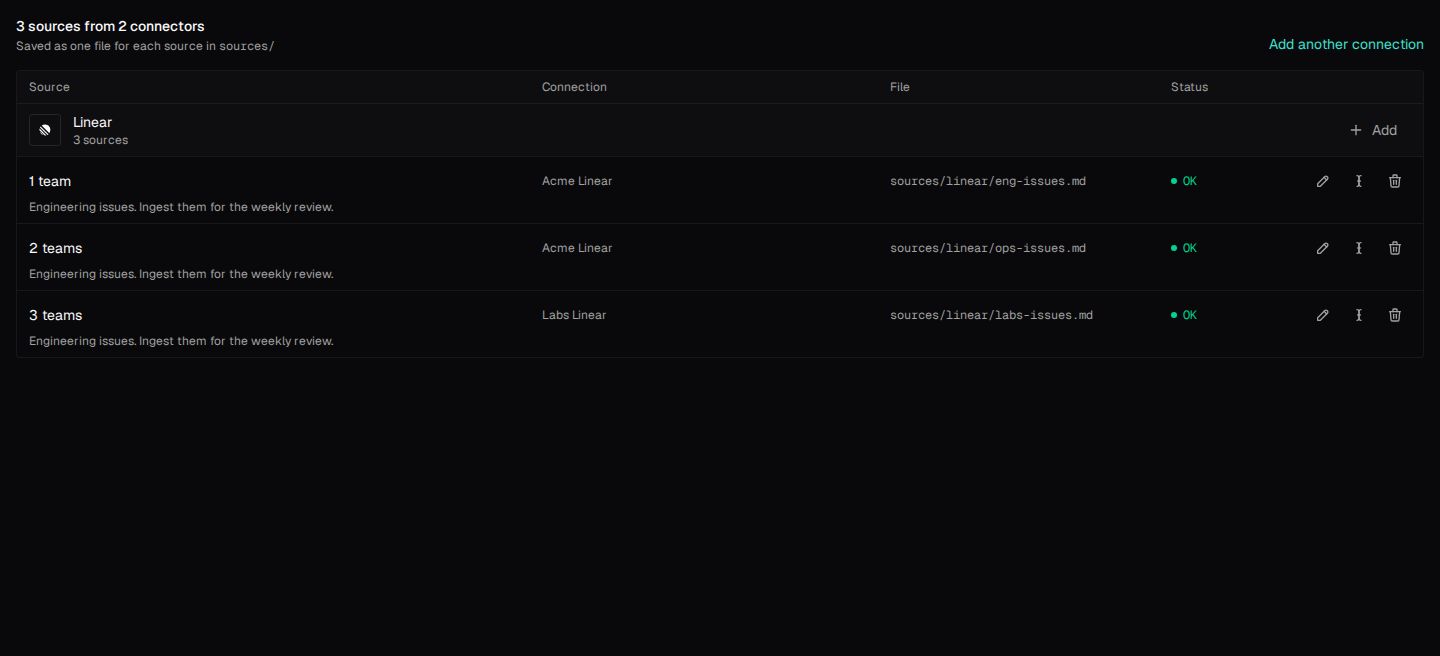 3 sources from 2 connectors
Saved as one file for each source in sources/
Add another connection
Source Connection File Status
Linear
3 sources
Add
1 team Acme Linear sources/linear/eng-issues.md OK
Engineering issues. Ingest them for the weekly review.
2 teams Acme Linear sources/linear/ops-issues.md OK
Engineering issues. Ingest them for the weekly review.
3 teams Labs Linear sources/linear/labs-issues.md OK
Engineering issues. Ingest them for the weekly review.